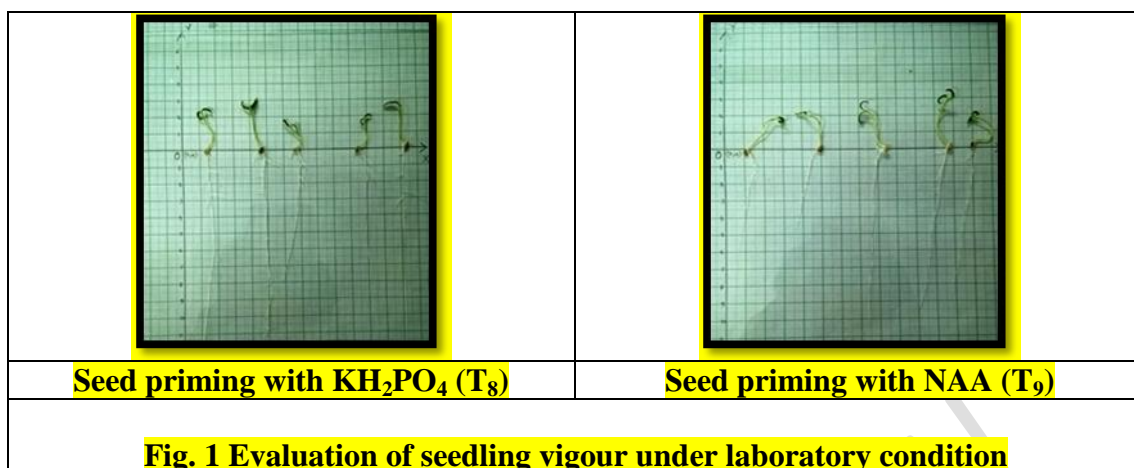 Seed priming with KH₂PO₄ (T₈)
Seed priming with NAA (T₉)
Fig. 1 Evaluation of seedling vigour under laboratory condition